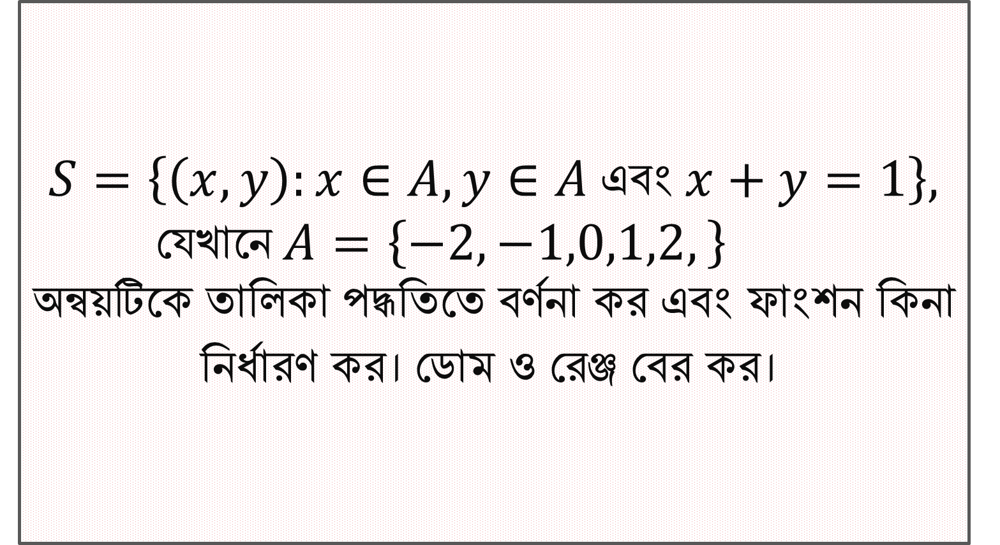 S = {(x, y): x ∈ A, y ∈ A এবং x + y = 1},
যেখানে A = {−2, −1,0,1,2, }
অন্বয়টিকে তালিকা পদ্ধতিতে বর্ণনা কর এবং ফাংশন কিনা
নির্ধারণ কর। ডোম ও রেঞ্জ বের কর।